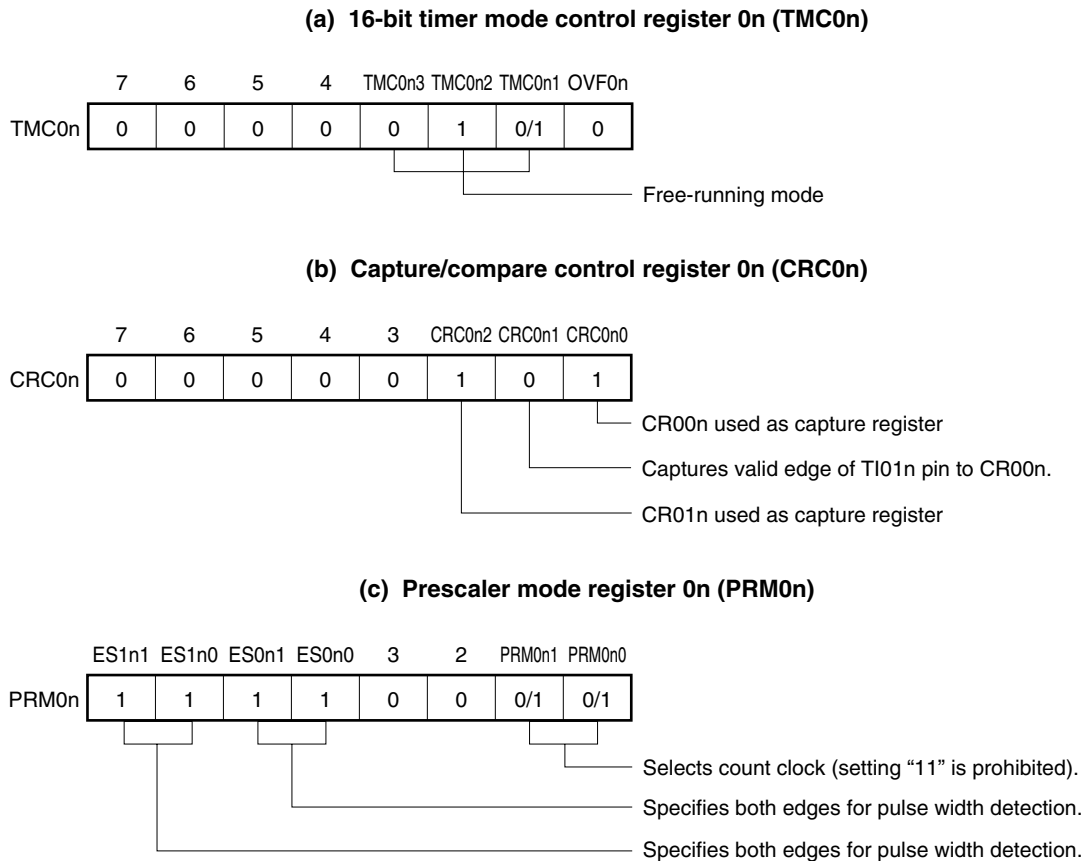 (a) 16-bit timer mode control register 0n (TMC0n)
7 6 5 4 TMC0n3 TMC0n2 TMC0n1 OVF0n
TMC0n 0 0 0 0 0 1 0/1 0
Free-running mode
(b) Capture/compare control register 0n (CRC0n)
7 6 5 4 3 CRC0n2 CRC0n1 CRC0n0
CRC0n 0 0 0 0 0 1 0 1
CR00n used as capture register
Captures valid edge of TI01n pin to CR00n.
CR01n used as capture register
(c) Prescaler mode register 0n (PRM0n)
ES1n1 ES1n0 ES0n1 ES0n0 3 2 PRM0n1 PRM0n0
PRM0n 1 1 1 1 0 0 0/1 0/1
Selects count clock (setting “11” is prohibited).
Specifies both edges for pulse width detection.
Specifies both edges for pulse width detection.